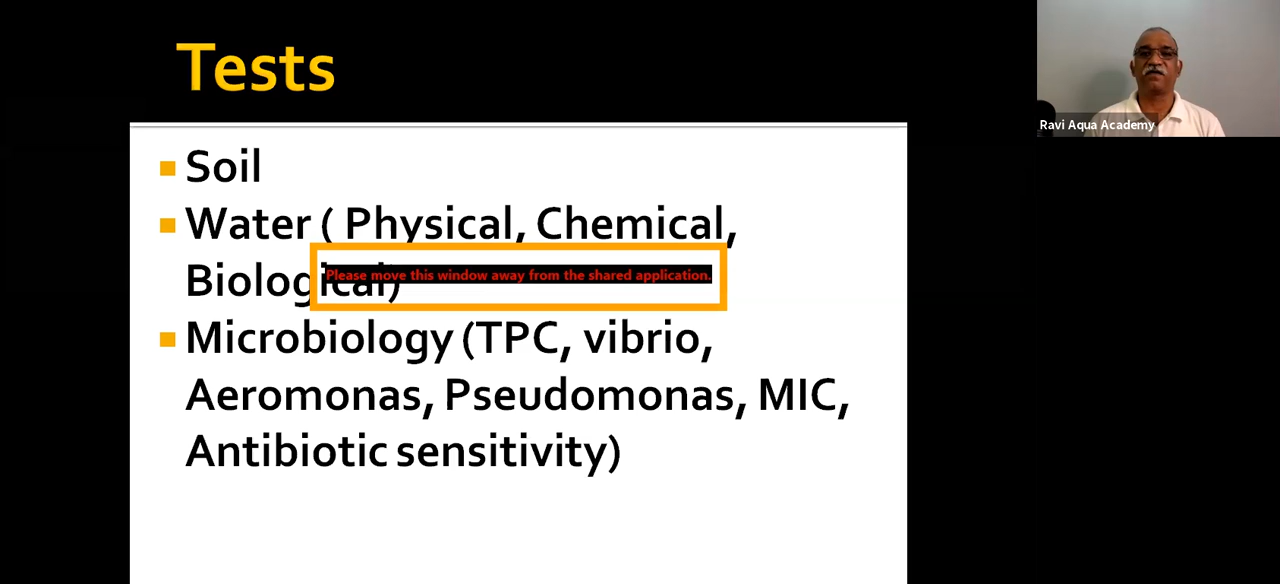 Tests
Ravi Aqua Academy
Soil
Water ( Physical, Chemical,
Biological)
Please move this window away from the shared application.
Microbiology (TPC, vibrio,
Aeromonas, Pseudomonas, MIC,
Antibiotic sensitivity)